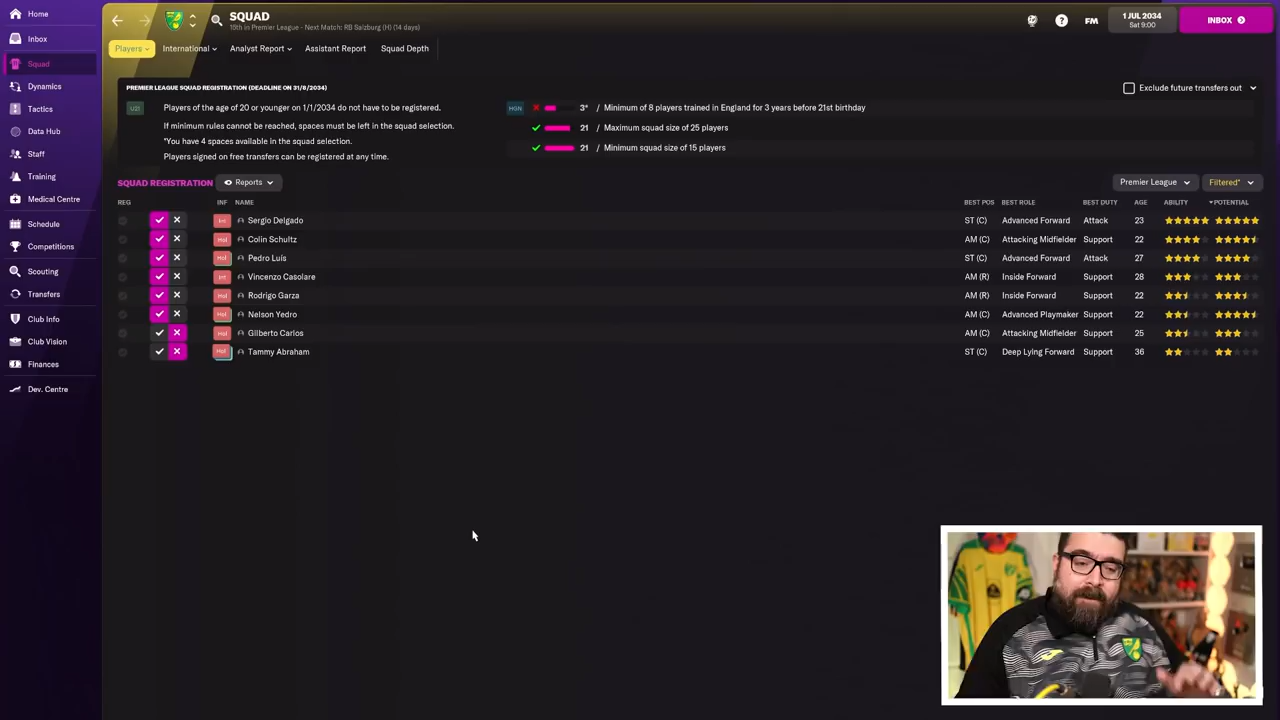 Home
Inbox
Squad
Dynamics
Tactics
Data Hub
Staff
Training
Medical Centre
Schedule
Competitions
Scouting
Transfers
Club Info
Club Vision
Finances
Dev. Centre
SQUAD
15th in Premier League - Next Match: RB Salzburg (H) (14 days)
FM
1 JUL 2034
Sat 9:00
INBOX
Players
International
Analyst Report
Assistant Report
Squad Depth
PREMIER LEAGUE SQUAD REGISTRATION (DEADLINE ON 31/8/2034)
Exclude future transfers out
U21 Players of the age of 20 or younger on 1/1/2034 do not have to be registered.
If minimum rules cannot be reached, spaces must be left in the squad selection.
*You have 4 spaces available in the squad selection.
Players signed on free transfers can be registered at any time.
HGN 3* / Minimum of 8 players trained in England for 3 years before 21st birthday
21 / Maximum squad size of 25 players
21 / Minimum squad size of 15 players
SQUAD REGISTRATION Reports Premier League Filtered*
REG INF NAME BEST POS BEST ROLE BEST DUTY AGE ABILITY POTENTIAL
Sergio Delgado ST (C) Advanced Forward Attack 23
Hol Colin Schultz AM (C) Attacking Midfielder Support 22
Hol Pedro Luís ST (C) Advanced Forward Attack 27
Int Vincenzo Casolare AM (R) Inside Forward Support 28
Hol Rodrigo Garza AM (R) Inside Forward Support 22
Hol Nelson Yedro AM (C) Advanced Playmaker Support 22
Hol Gilberto Carlos AM (C) Attacking Midfielder Support 25
Hol Tammy Abraham ST (C) Deep Lying Forward Support 36